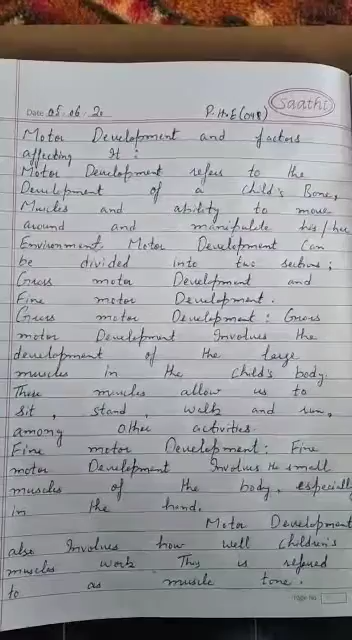 Saathi
Date 05.06.20 P.H.E(048)
Motor Development and factors
affecting It :
Motor Development refers to the
Development of a child's Bone,
Muscles and ability to move
around and manipulate his/her
Environment. Motor Development Can
be divided into two sections;
Gross motor Development and
Fine motor Development.
Gross motor Development : Gross
motor Development Involves the
development of the large
muscles in the child's body.
These muscles allow us to
sit, stand, walk and run,
among other activities.
Fine motor Development: Fine
motor Development Involves the small
muscles of the body, especially
in the hand.
Motor Development
also Involves how well children's
muscles work. This is refered
to as muscle tone.
Page No.